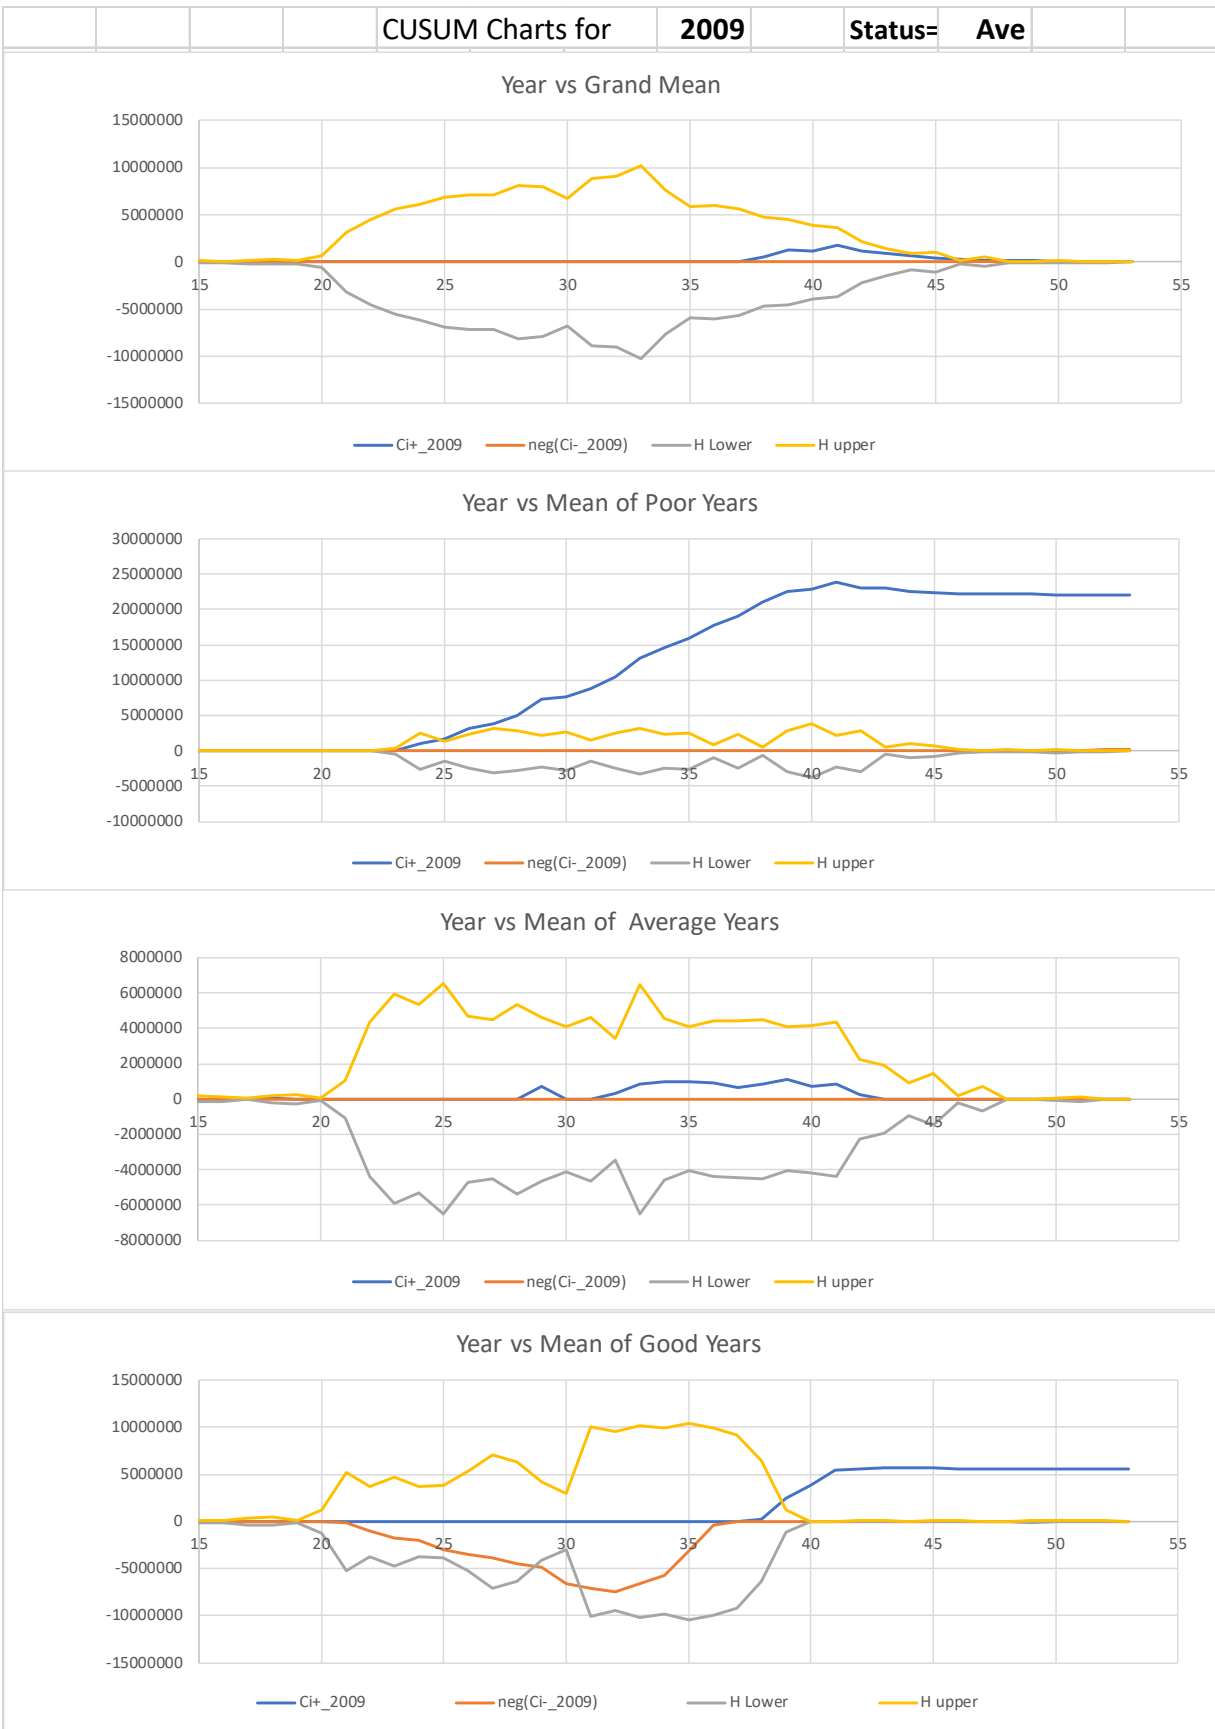 CUSUM Charts for 2009 Status= Ave
Year vs Grand Mean
15000000
10000000
5000000
0
-5000000
-10000000
-15000000
15 20 25 30 35 40 45 50 55
Ci+_2009 neg(Ci-_2009) H Lower H upper
Year vs Mean of Poor Years
30000000
25000000
20000000
15000000
10000000
5000000
0
-5000000
-10000000
15 20 25 30 35 40 45 50 55
Ci+_2009 neg(Ci-_2009) H Lower H upper
Year vs Mean of  Average Years
8000000
6000000
4000000
2000000
0
-2000000
-4000000
-6000000
-8000000
15 20 25 30 35 40 45 50 55
Ci+_2009 neg(Ci-_2009) H Lower H upper
Year vs Mean of Good Years
15000000
10000000
5000000
0
-5000000
-10000000
-15000000
15 20 25 30 35 40 45 50 55
Ci+_2009 neg(Ci-_2009) H Lower H upper